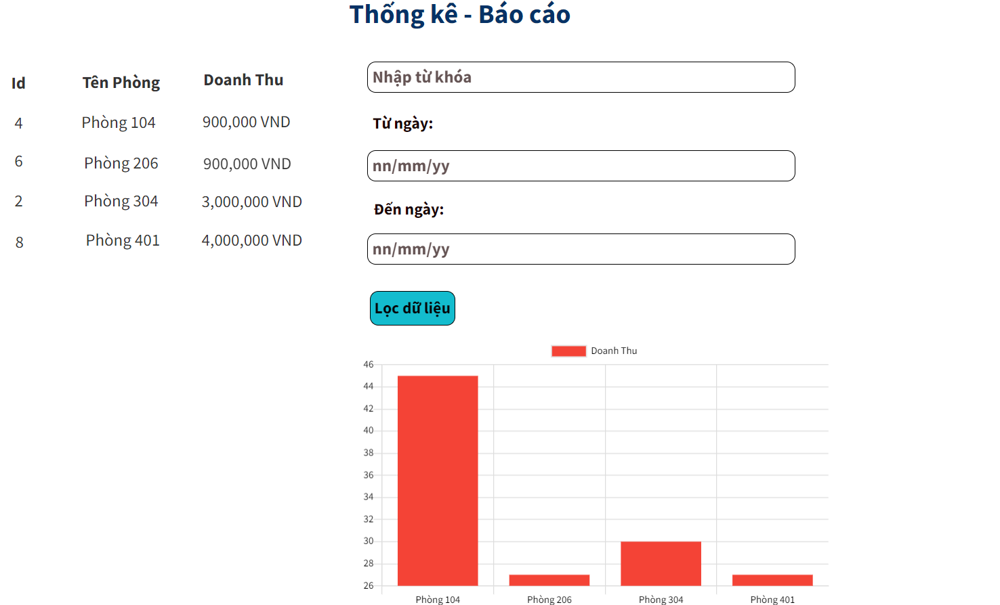 Thống kê - Báo cáo
Id Tên Phòng Doanh Thu
4 Phòng 104 900,000 VND
6 Phòng 206 900,000 VND
2 Phòng 304 3,000,000 VND
8 Phòng 401 4,000,000 VND
Nhập từ khóa
Từ ngày:
nn/mm/yy
Đến ngày:
nn/mm/yy
Lọc dữ liệu
Doanh Thu
46
44
42
40
38
36
34
32
30
28
26
Phòng 104 Phòng 206 Phòng 304 Phòng 401